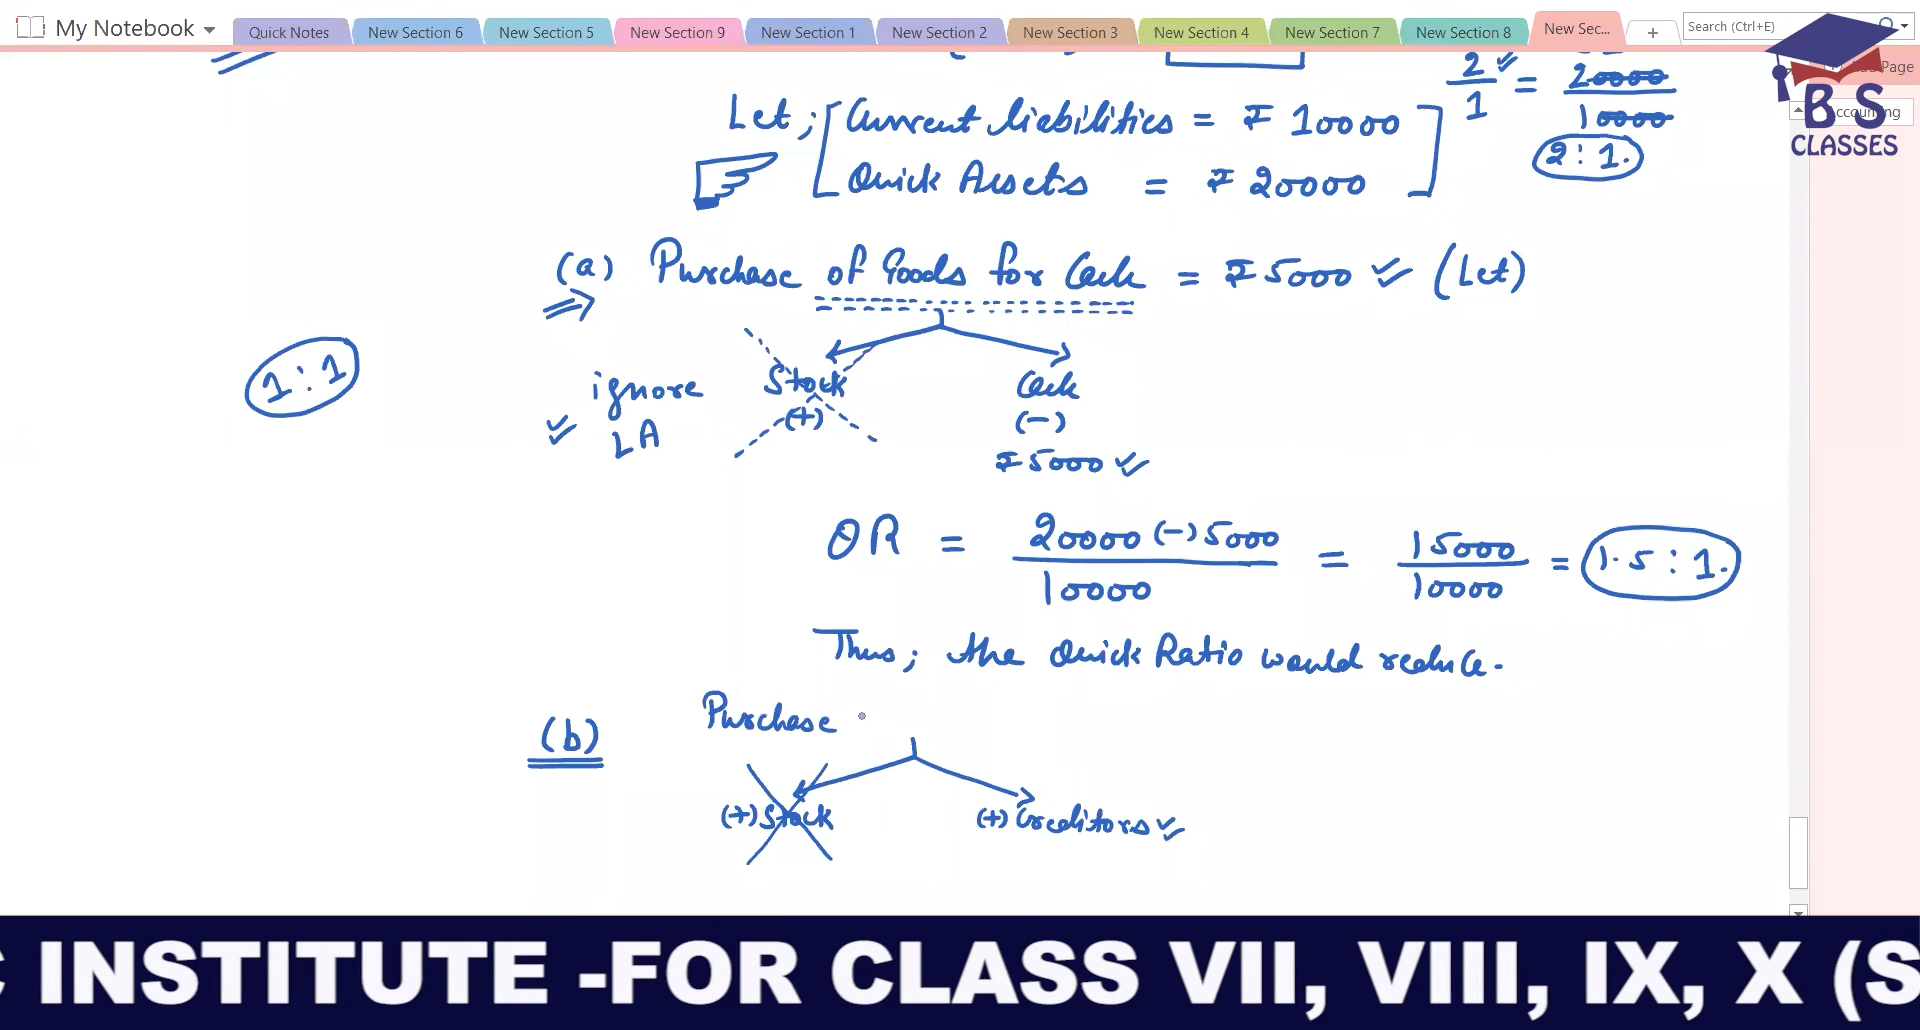 My Notebook
Quick Notes
New Section 6
New Section 5
New Section 9
New Section 1
New Section 2
New Section 3
New Section 4
New Section 7
New Section 8
New Sec...
+
Search (Ctrl+E)
Page
BS
CLASSES
2/1 = 20000/10000
2 : 1.
Let ; [ Current liabilities = ₹ 10000 ]
Quick Assets = ₹ 20000
(a) Purchase of Goods for Cash = ₹ 5000 (Let)
1 : 1
ignore Stock Cash
LA (+) (-)
₹ 5000
QR = 20000 (-) 5000 / 10000 = 15000 / 10000 = 1.5 : 1.
Thus ; the Quick Ratio would reduce.
(b) Purchase
(+) Stock (+) Creditors
INSTITUTE -FOR CLASS VII, VIII, IX, X (S